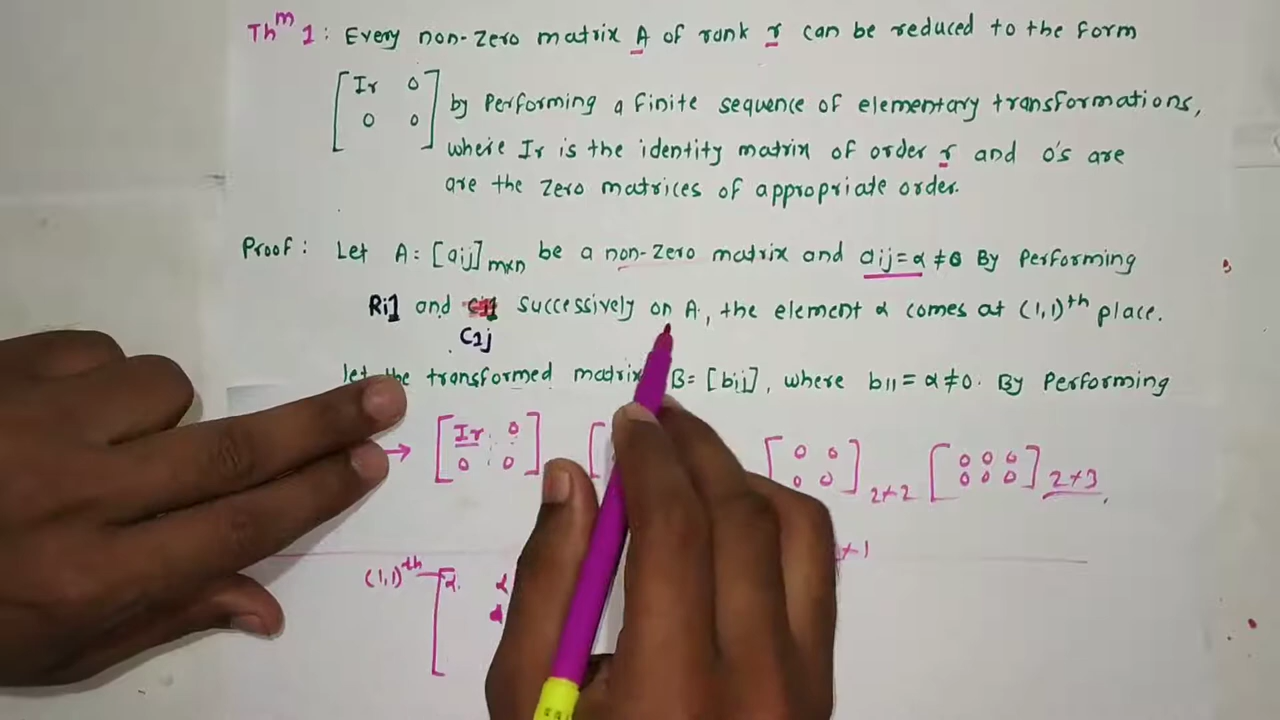 Thm 1: Every non-zero matrix A of rank r can be reduced to the form
[Ir 0
0 0] by performing a finite sequence of elementary transformations,
where Ir is the identity matrix of order r and 0's are
are the zero matrices of appropriate order.
Proof: Let A = [aij]m×n be a non-zero matrix and aij = α ≠ 0 By performing
Ri1 and successively on A, the element α comes at (1,1)th place.
C1j
let the transformed matrix B = [bij], where b11 = α ≠ 0. By performing
→ [Ir 0
0 0]
[0 0
0 0] 2×2
[0 0 0
0 0 0] 2×3
×1
(1,1)th